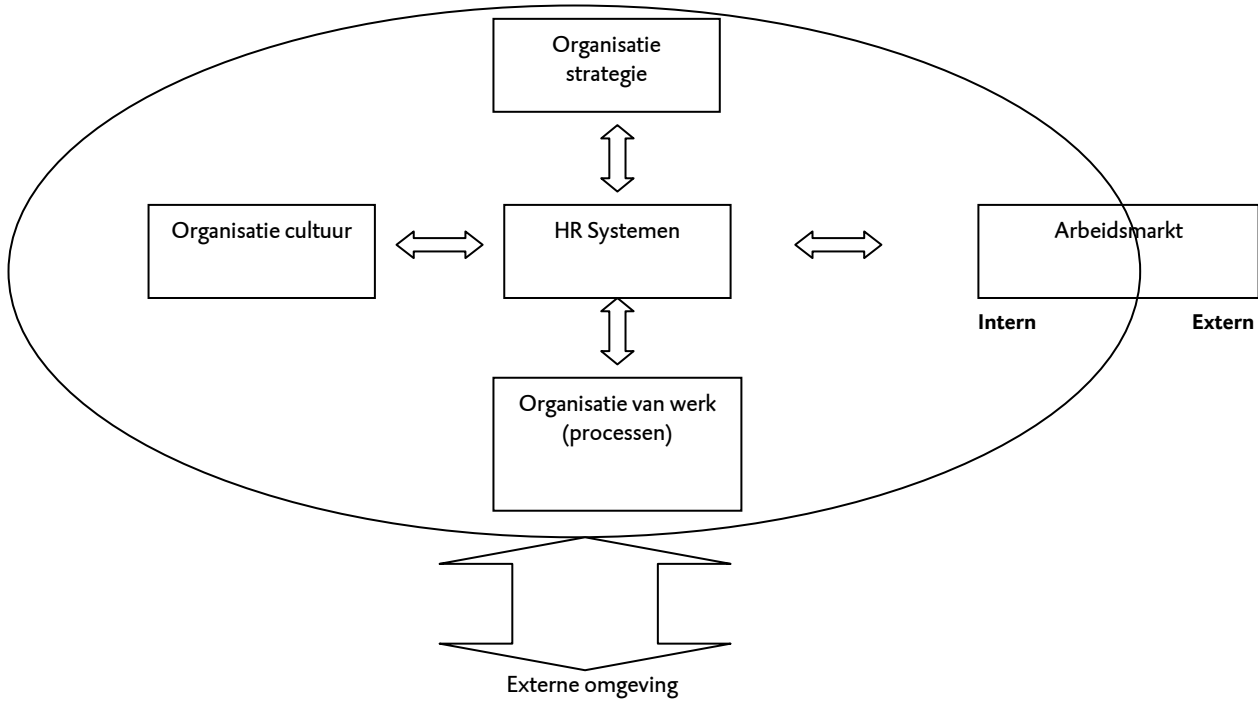 Organisatie
strategie
Organisatie cultuur
HR Systemen
Arbeidsmarkt
Intern
Extern
Organisatie van werk
(processen)
Externe omgeving